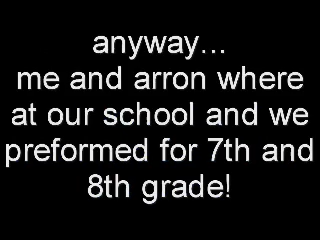 anyway...
me and arron where
at our school and we
preformed for 7th and
8th grade!